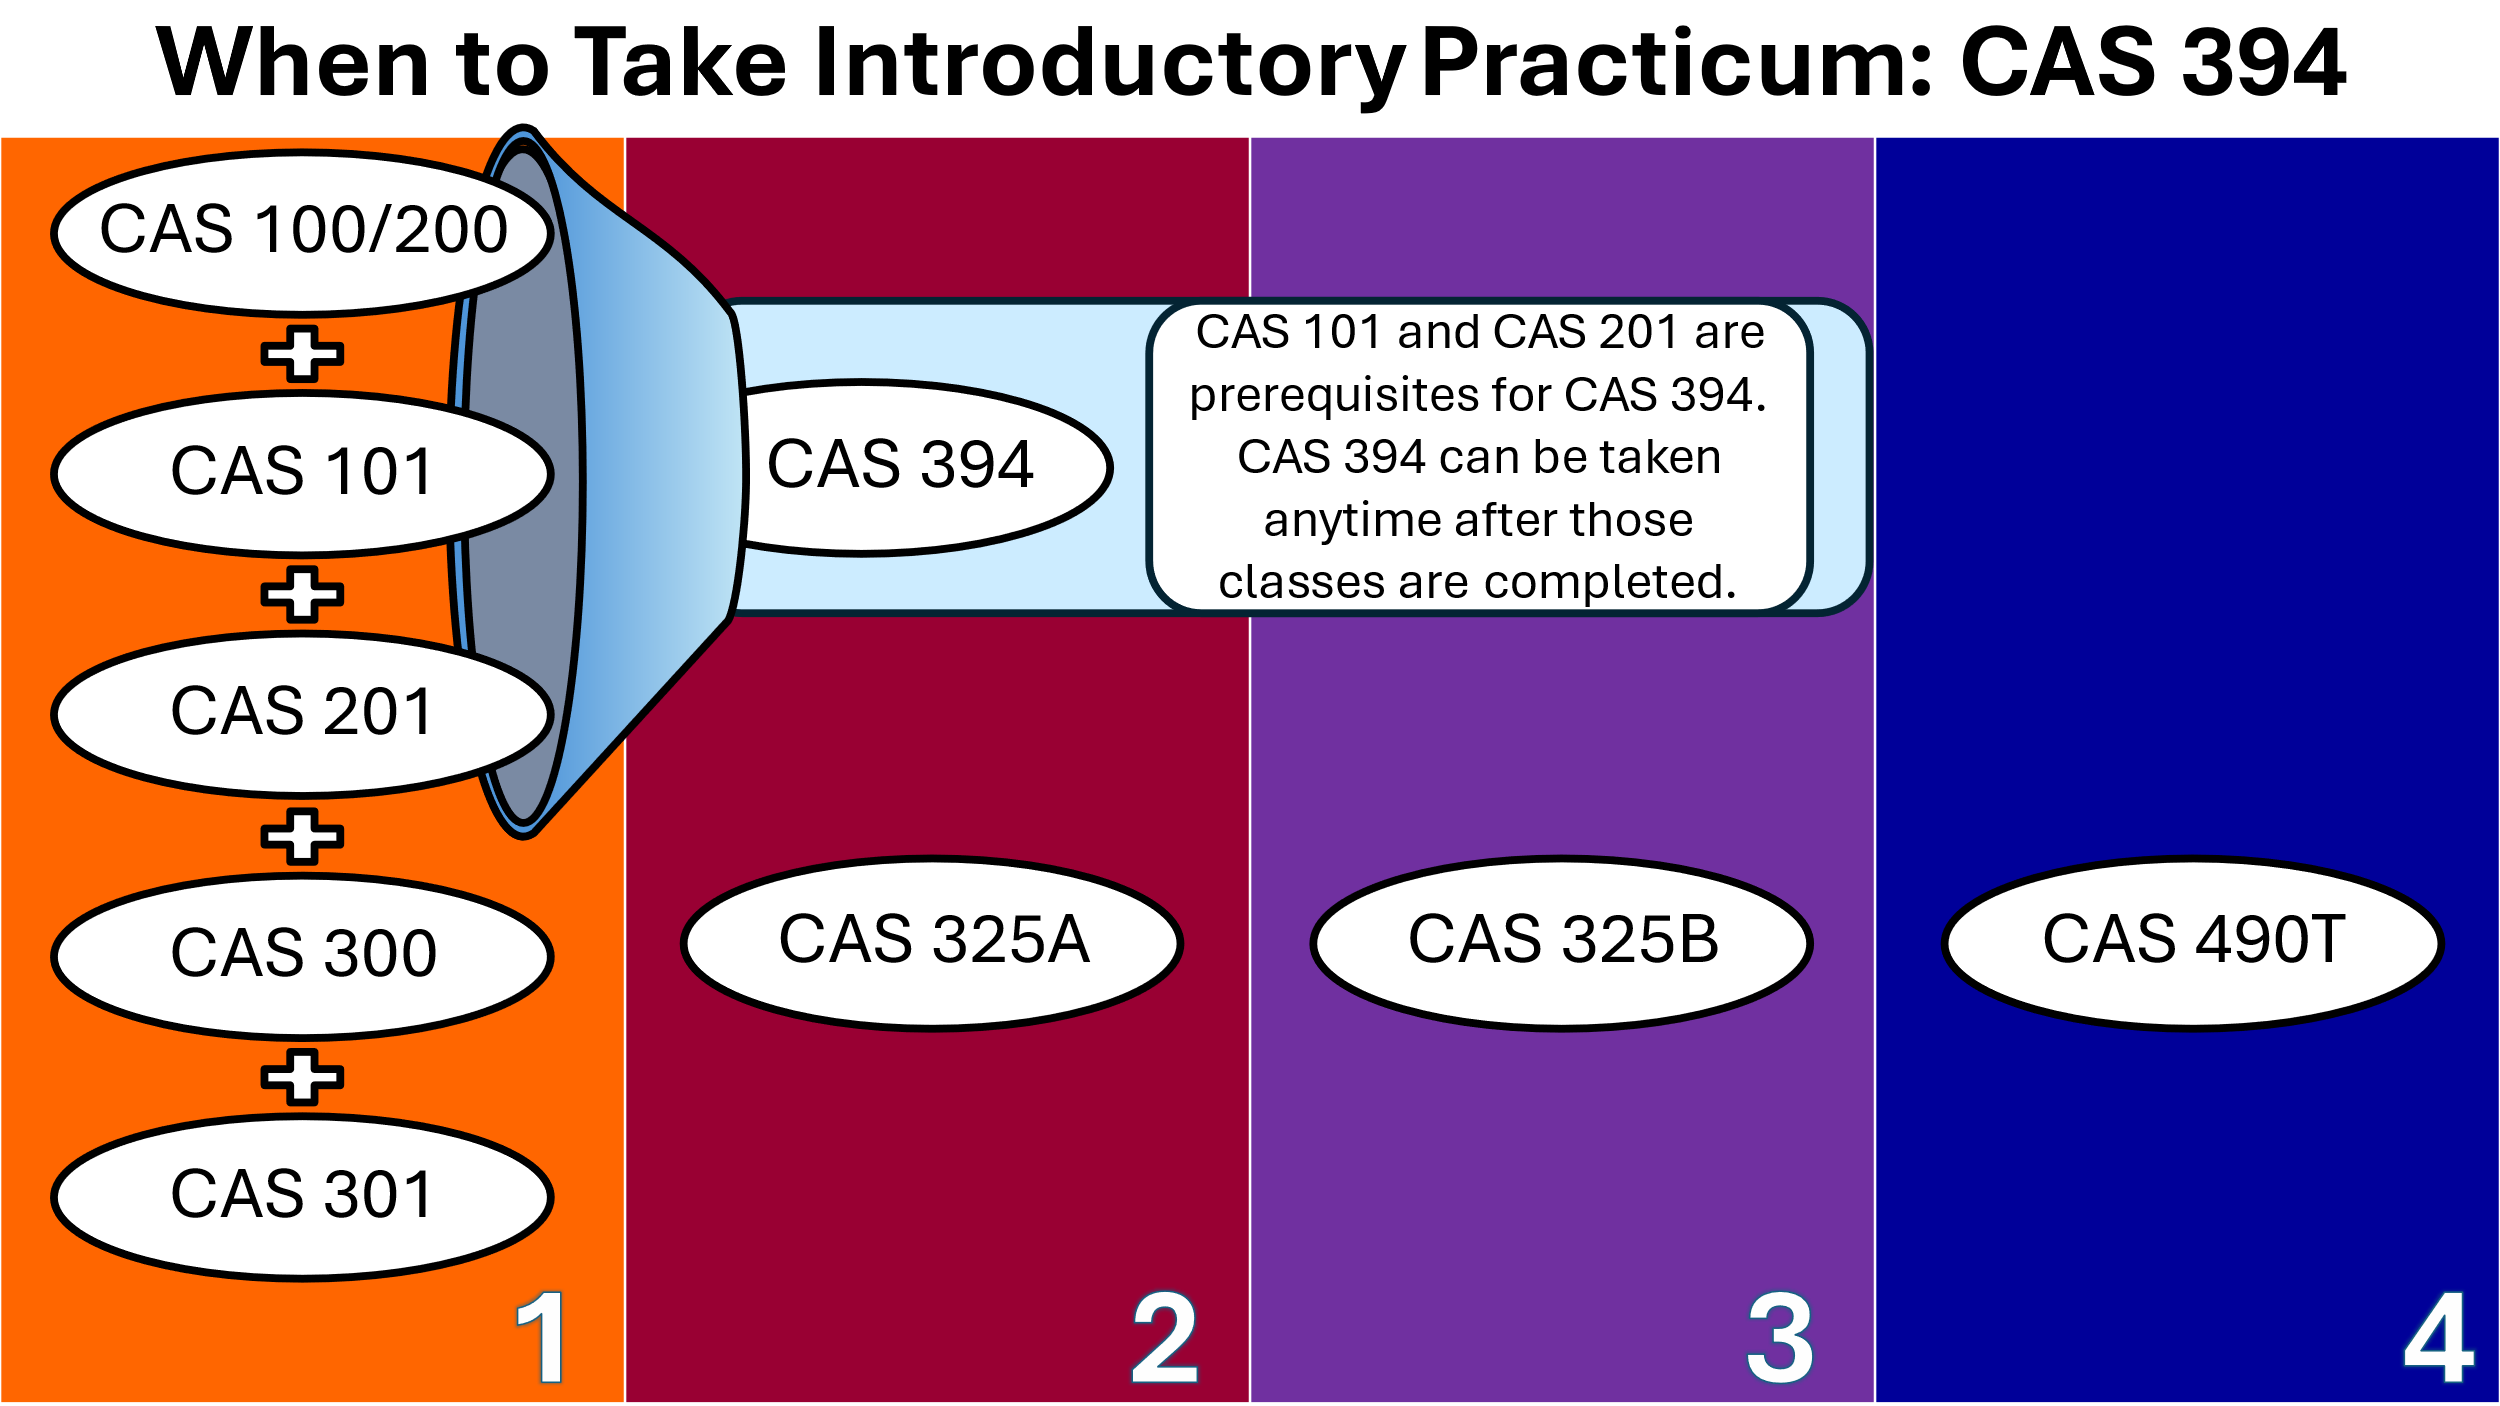 When to Take Introductory Practicum: CAS 394
CAS 100/200
CAS 101
CAS 201
CAS 300
CAS 301
1
CAS 394
CAS 325A
2
CAS 101 and CAS 201 are
prerequisites for CAS 394.
CAS 394 can be taken
anytime after those
classes are completed.
CAS 325B
3
CAS 490T
4